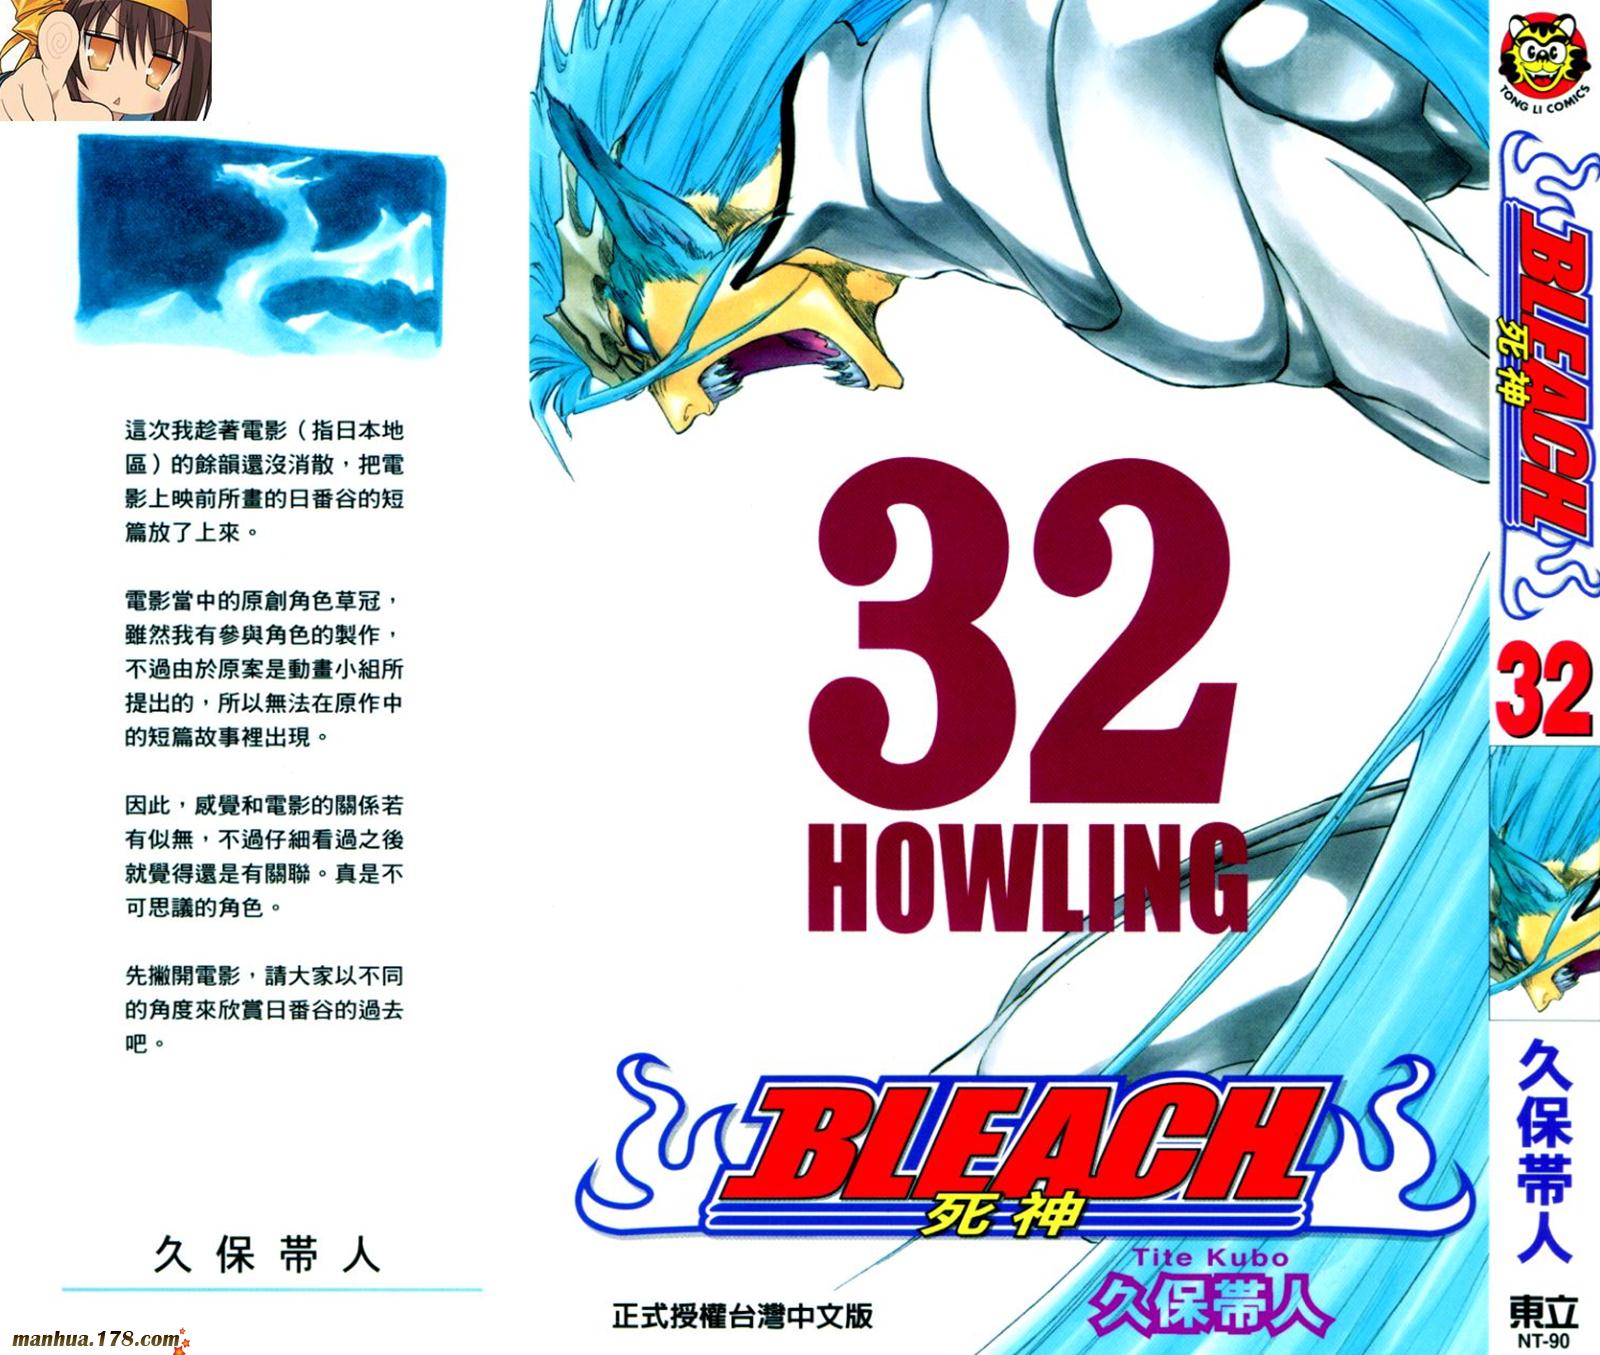 這次我趁著電影（指日本地
區）的餘韻還沒消散，把電
影上映前所畫的日番谷的短
篇放了上來。
電影當中的原創角色草冠，
雖然我有參與角色的製作，
不過由於原案是動畫小組所
提出的，所以無法在原作中
的短篇故事裡出現。
因此，感覺和電影的關係若
有似無，不過仔細看過之後
就覺得還是有關聯。真是不
可思議的角色。
先撇開電影，請大家以不同
的角度來欣賞日番谷的過去
吧。
久保帯人
manhua.178.com
32
HOWLING
BLEACH
死神
Tite Kubo
久保帯人
正式授權台灣中文版
TONG LI COMICS
BLEACH
死神
32
久保帯人
東立
NT-90